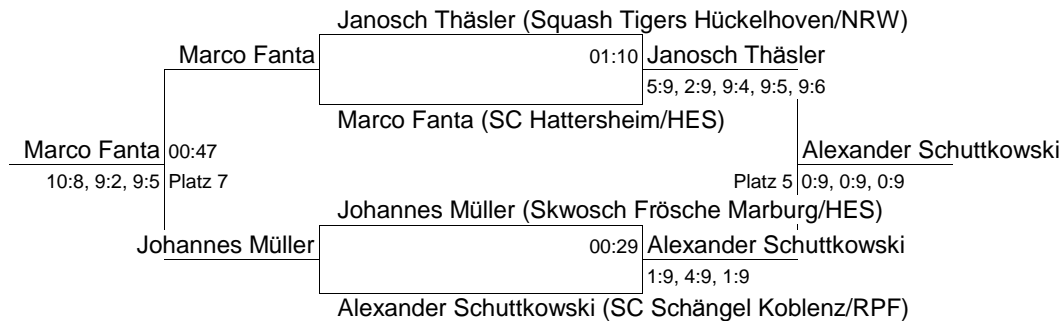 Janosch Thäsler (Squash Tigers Hückelhoven/NRW)
Marco Fanta 01:10 Janosch Thäsler
5:9, 2:9, 9:4, 9:5, 9:6
Marco Fanta (SC Hattersheim/HES)
Marco Fanta 00:47 Alexander Schuttkowski
10:8, 9:2, 9:5 Platz 7 Platz 5 0:9, 0:9, 0:9
Johannes Müller (Skwosch Frösche Marburg/HES)
Johannes Müller 00:29 Alexander Schuttkowski
1:9, 4:9, 1:9
Alexander Schuttkowski (SC Schängel Koblenz/RPF)